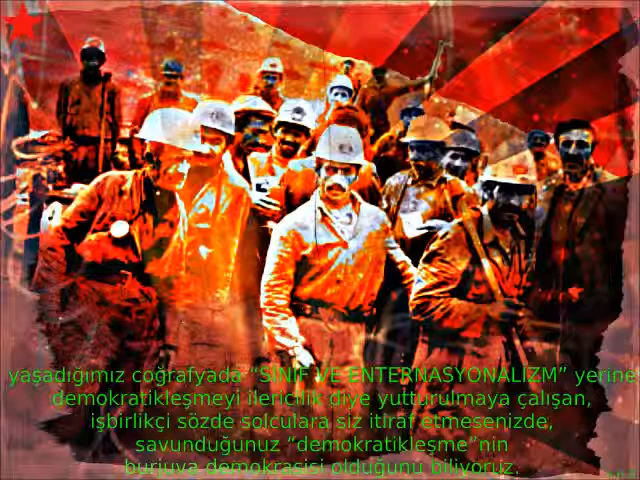 yaşadığımız coğrafyada “SINIF VE ENTERNASYONALİZM” yerine
demokratikleşmeyi ilericilik diye yutturulmaya çalışan,
işbirlikçi sözde solculara siz itiraf etmesenizde,
savunduğunuz “demokratikleşme”nin
burjuva demokrasisi olduğunu biliyoruz.